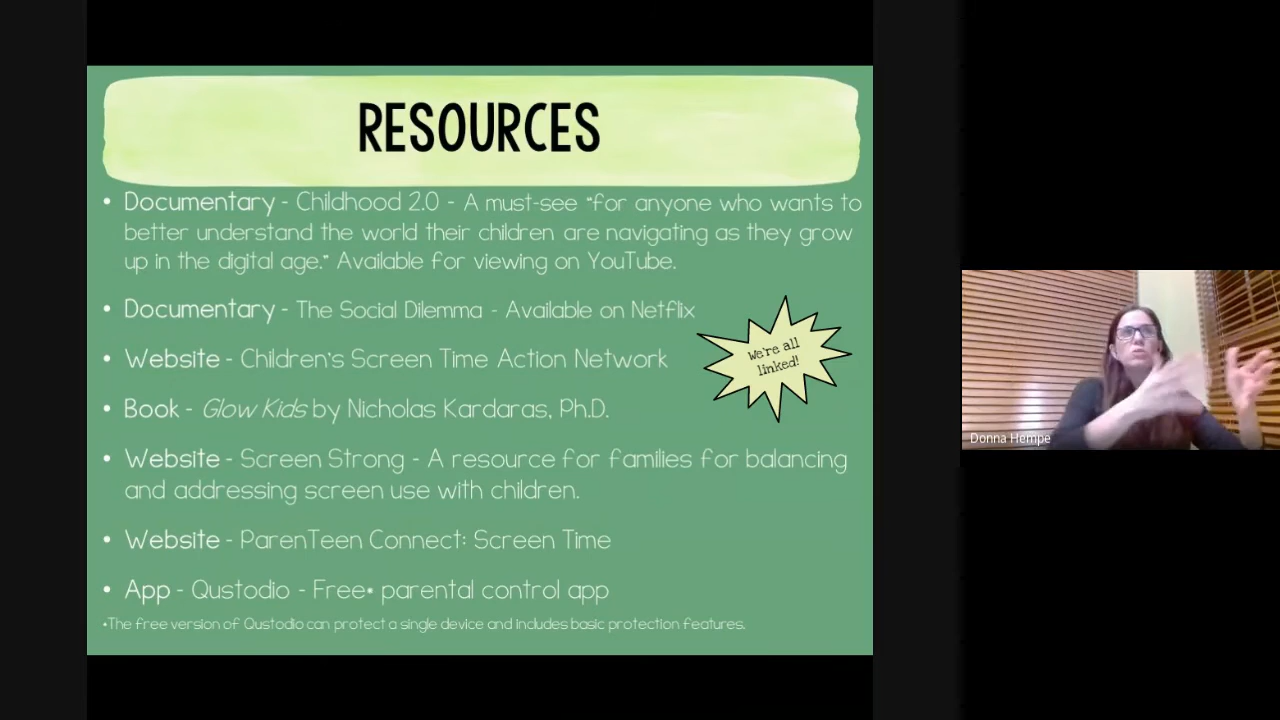 RESOURCES
• Documentary - Childhood 2.0 - A must-see "for anyone who wants to
better understand the world their children are navigating as they grow
up in the digital age." Available for viewing on YouTube.
• Documentary - The Social Dilemma - Available on Netflix
We're all
linked!
• Website - Children's Screen Time Action Network
• Book - Glow Kids by Nicholas Kardaras, Ph.D.
• Website - Screen Strong - A resource for families for balancing
and addressing screen use with children.
• Website - ParenTeen Connect: Screen Time
• App - Qustodio - Free* parental control app
*The free version of Qustodio can protect a single device and includes basic protection features.
Donna Hempe